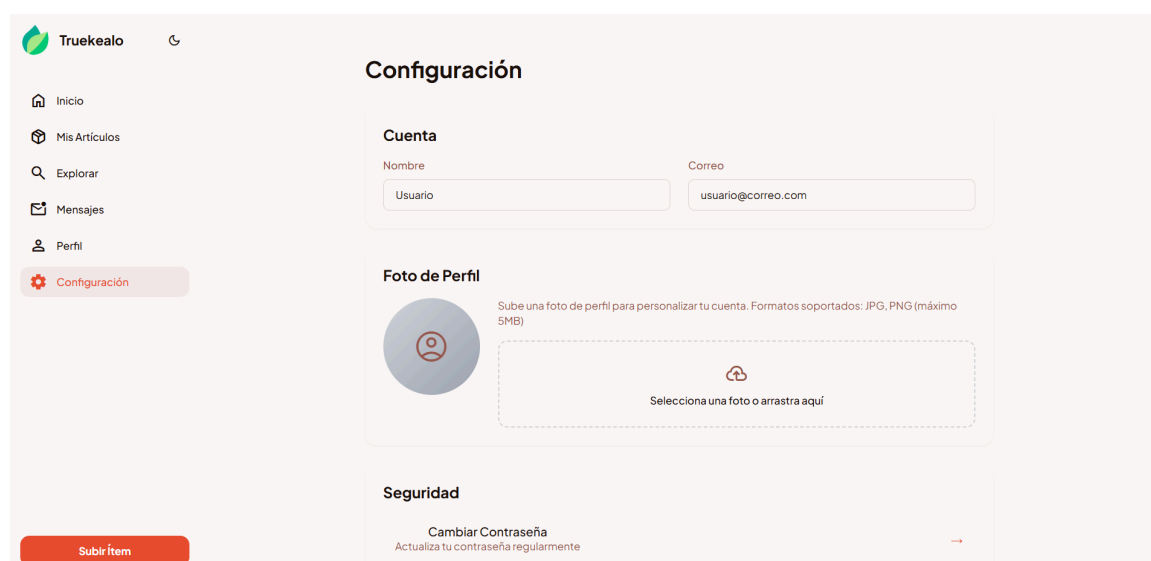 Truekealo
Inicio
Mis Artículos
Explorar
Mensajes
Perfil
Configuración
Subir Ítem
Configuración
Cuenta
Nombre
Correo
Usuario
usuario@correo.com
Foto de Perfil
Sube una foto de perfil para personalizar tu cuenta. Formatos soportados: JPG, PNG (máximo
5MB)
Selecciona una foto o arrastra aquí
Seguridad
Cambiar Contraseña
Actualiza tu contraseña regularmente
→